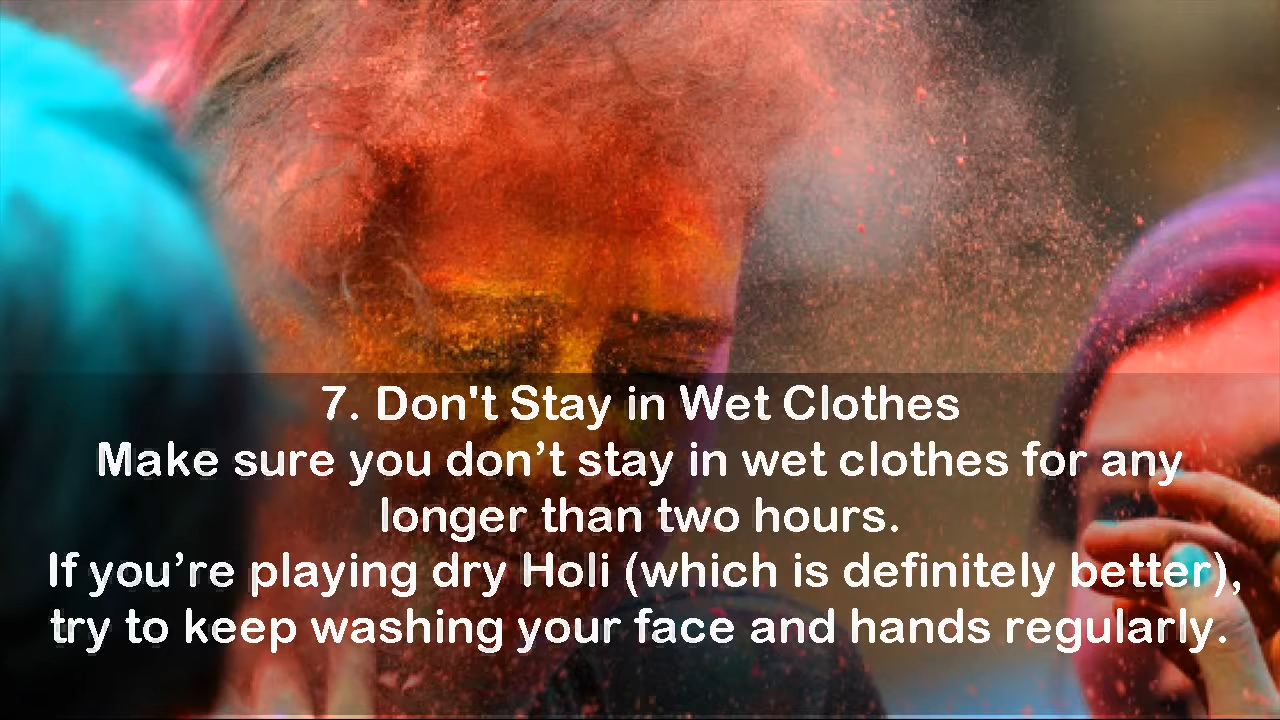 7. Don't Stay in Wet Clothes
Make sure you don’t stay in wet clothes for any
longer than two hours.
If you’re playing dry Holi (which is definitely better),
try to keep washing your face and hands regularly.